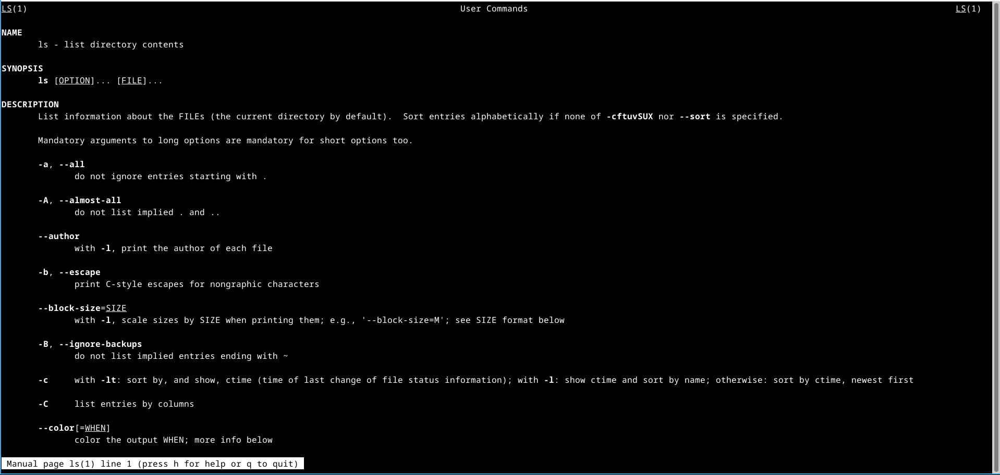 LS(1) User Commands LS(1)
NAME
ls - list directory contents
SYNOPSIS
ls [OPTION]... [FILE]...
DESCRIPTION
List information about the FILEs (the current directory by default).  Sort entries alphabetically if none of -cftuvSUX nor --sort is specified.
Mandatory arguments to long options are mandatory for short options too.
-a, --all
do not ignore entries starting with .
-A, --almost-all
do not list implied . and ..
--author
with -l, print the author of each file
-b, --escape
print C-style escapes for nongraphic characters
--block-size=SIZE
with -l, scale sizes by SIZE when printing them; e.g., '--block-size=M'; see SIZE format below
-B, --ignore-backups
do not list implied entries ending with ~
-c with -lt: sort by, and show, ctime (time of last change of file status information); with -l: show ctime and sort by name; otherwise: sort by ctime, newest first
-C list entries by columns
--color[=WHEN]
color the output WHEN; more info below
Manual page ls(1) line 1 (press h for help or q to quit)